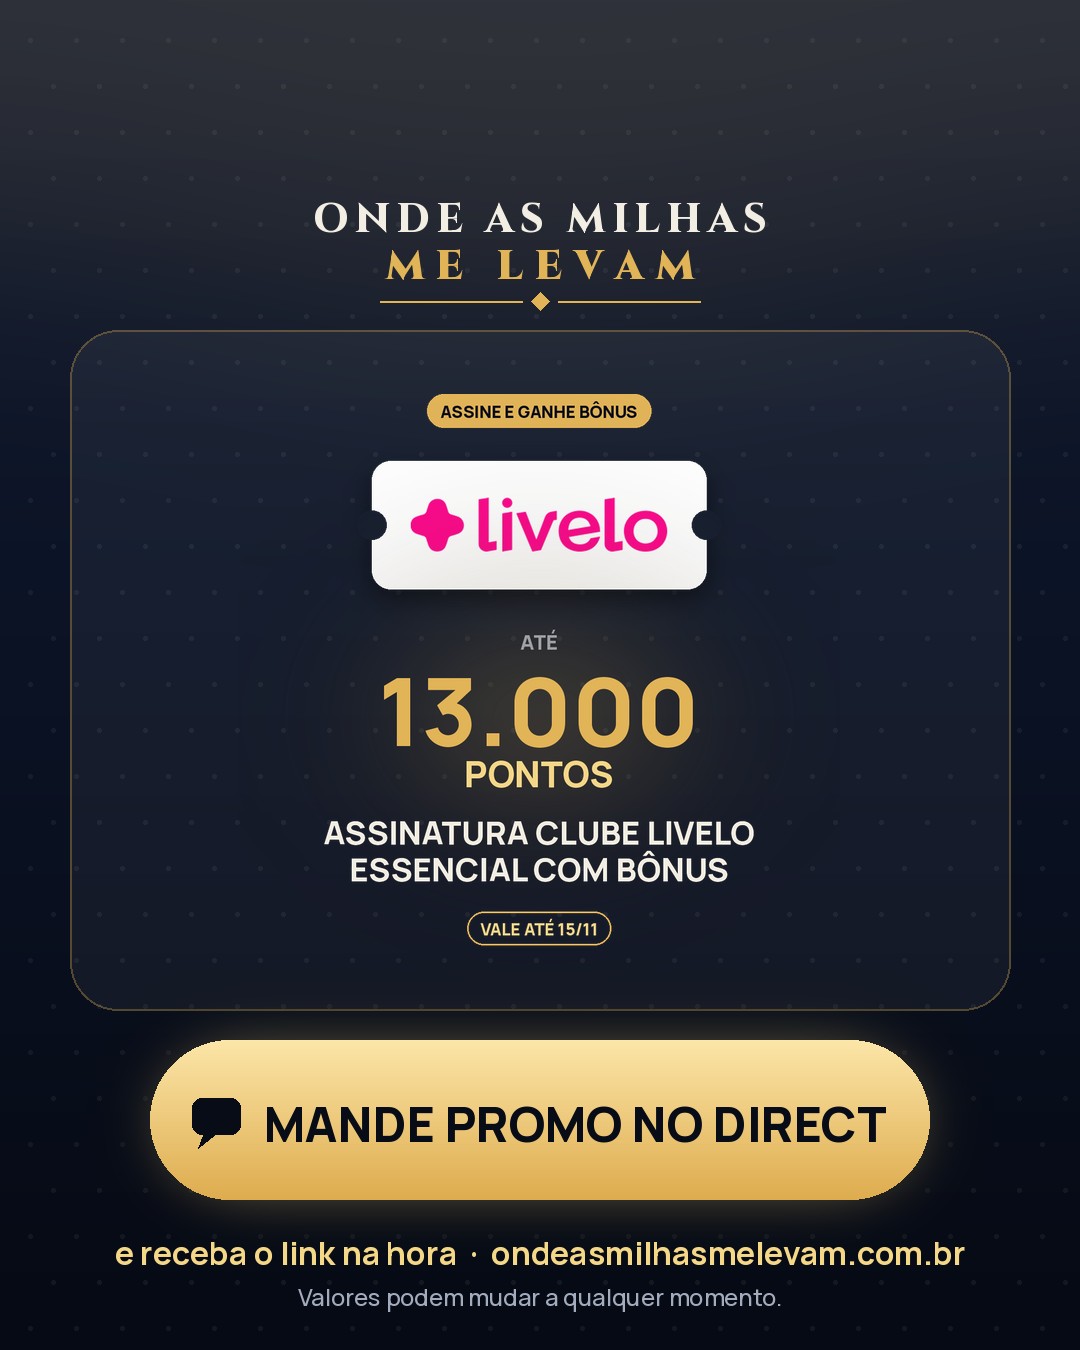 ONDE AS MILHAS
ME LEVAM
ASSINE E GANHE BÔNUS
livelo
ATÉ
13.000
PONTOS
ASSINATURA CLUBE LIVELO
ESSENCIAL COM BÔNUS
VALE ATÉ 15/11
MANDE PROMO NO DIRECT
e receba o link na hora · ondeasmilhasmelevam.com.br
Valores podem mudar a qualquer momento.